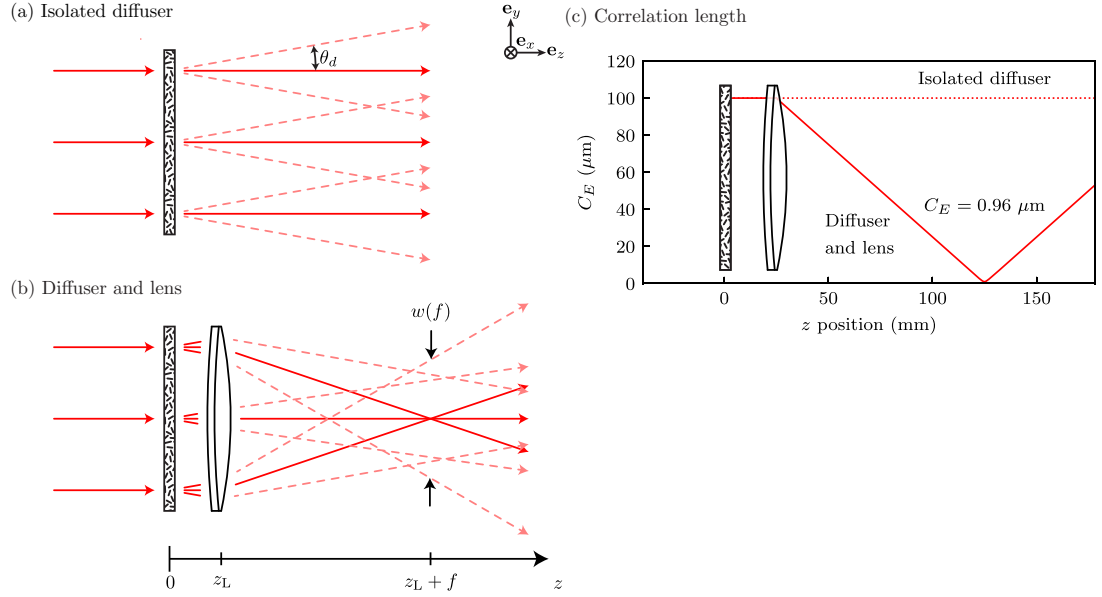 (a) Isolated diffuser
θ_d
e_y
e_x
e_z
(b) Diffuser and lens
w(f)
0
z_L
z_L + f
z
(c) Correlation length
120
100
80
60
40
20
0
C_E (μm)
Isolated diffuser
C_E = 0.96 μm
Diffuser
and lens
0
50
100
150
z position (mm)